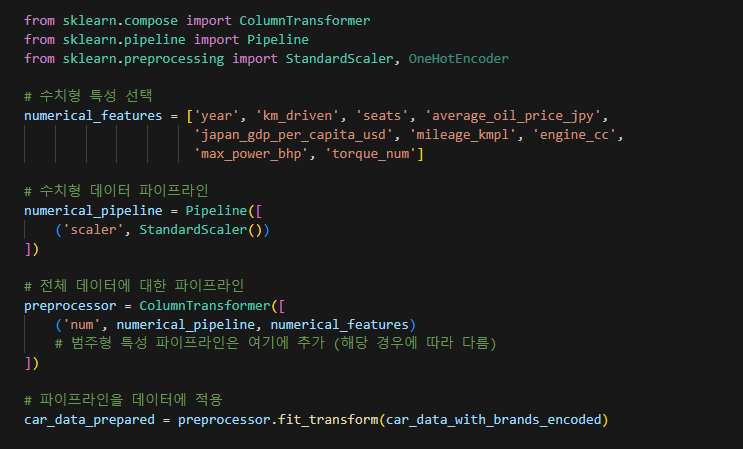 from sklearn.compose import ColumnTransformer
from sklearn.pipeline import Pipeline
from sklearn.preprocessing import StandardScaler, OneHotEncoder
# 수치형 특성 선택
numerical_features = ['year', 'km_driven', 'seats', 'average_oil_price_jpy',
'japan_gdp_per_capita_usd', 'mileage_kmpl', 'engine_cc',
'max_power_bhp', 'torque_num']
# 수치형 데이터 파이프라인
numerical_pipeline = Pipeline([
('scaler', StandardScaler())
])
# 전체 데이터에 대한 파이프라인
preprocessor = ColumnTransformer([
('num', numerical_pipeline, numerical_features)
# 범주형 특성 파이프라인은 여기에 추가 (해당 경우에 따라 다름)
])
# 파이프라인을 데이터에 적용
car_data_prepared = preprocessor.fit_transform(car_data_with_brands_encoded)